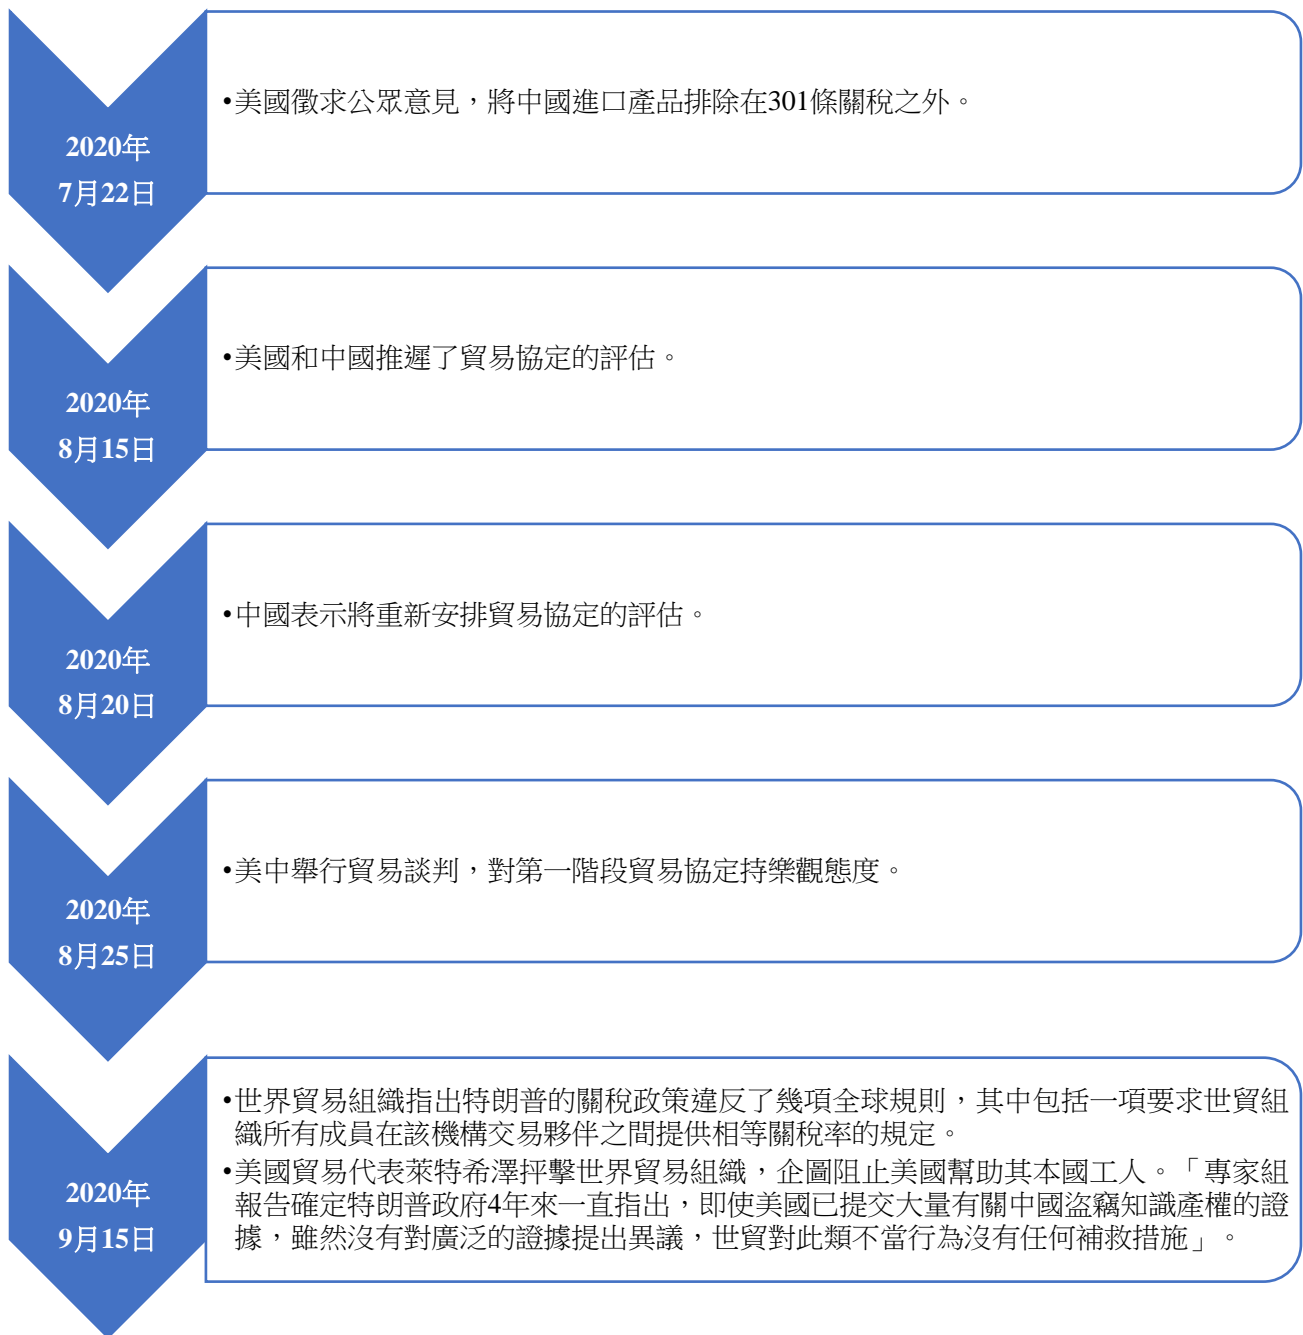 2020年
7月22日
•美國徵求公眾意見，將中國進口產品排除在301條關稅之外。
2020年
8月15日
•美國和中國推遲了貿易協定的評估。
2020年
8月20日
•中國表示將重新安排貿易協定的評估。
2020年
8月25日
•美中舉行貿易談判，對第一階段貿易協定持樂觀態度。
2020年
9月15日
•世界貿易組織指出特朗普的關稅政策違反了幾項全球規則，其中包括一項要求世貿組
織所有成員在該機構交易夥伴之間提供相等關稅率的規定。
•美國貿易代表萊特希澤抨擊世界貿易組織，企圖阻止美國幫助其本國工人。「專家組
報告確定特朗普政府4年來一直指出，即使美國已提交大量有關中國盜竊知識產權的證
據，雖然沒有對廣泛的證據提出異議，世貿對此類不當行為沒有任何補救措施」。